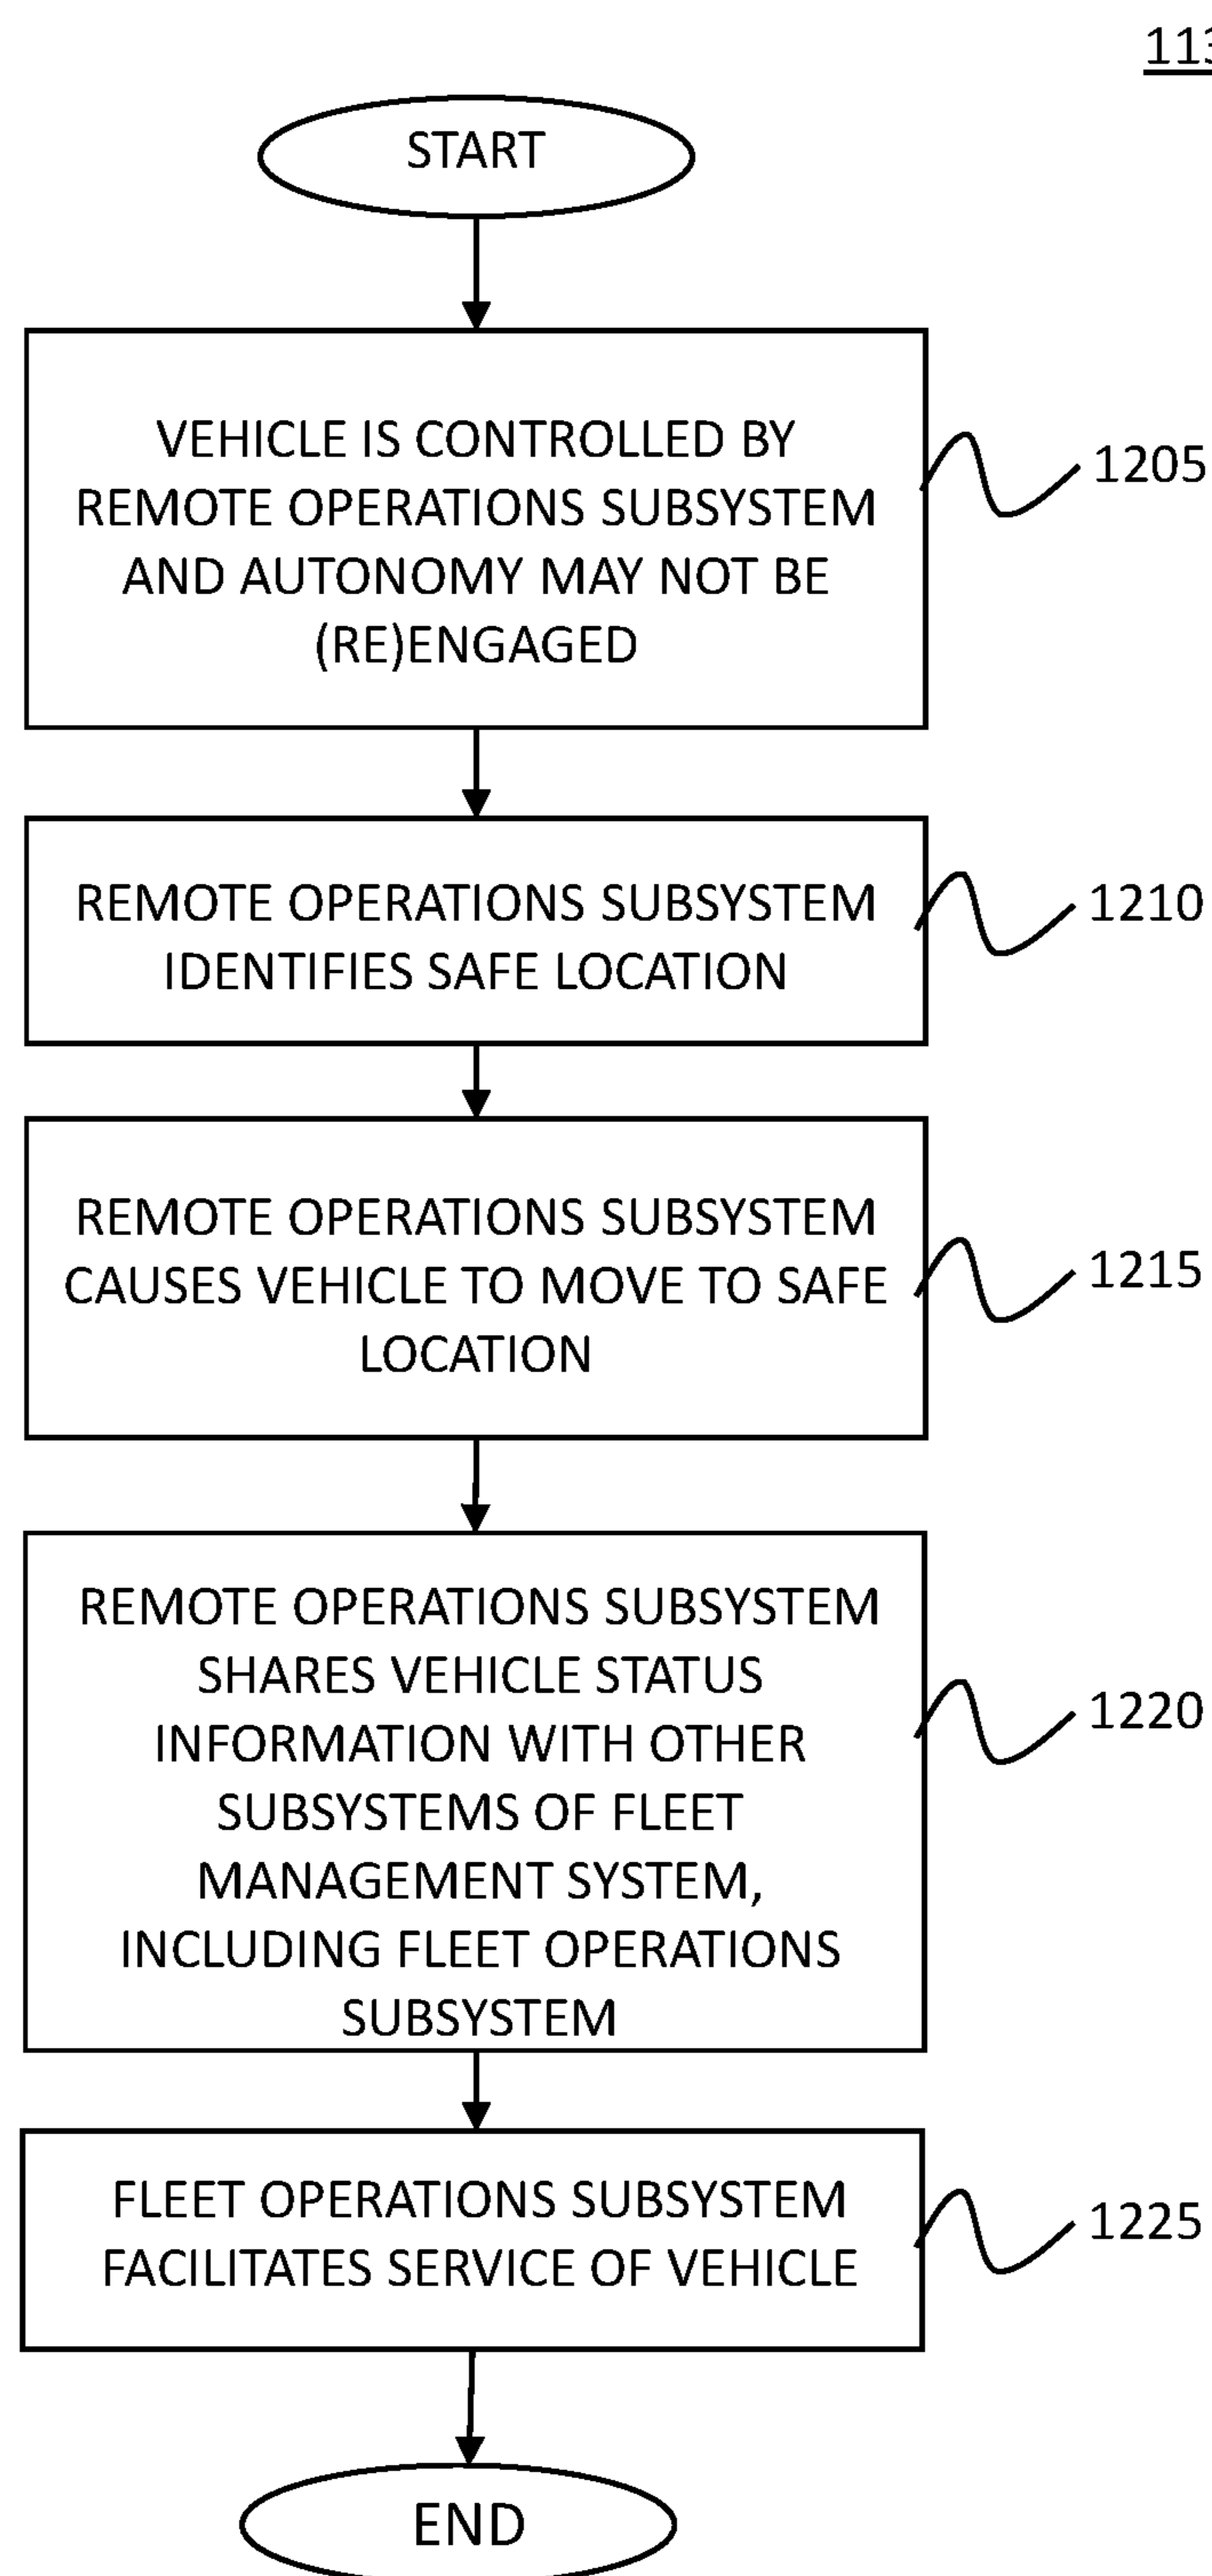 113
START
VEHICLE IS CONTROLLED BY
REMOTE OPERATIONS SUBSYSTEM
AND AUTONOMY MAY NOT BE
(RE)ENGAGED
1205
REMOTE OPERATIONS SUBSYSTEM
IDENTIFIES SAFE LOCATION
1210
REMOTE OPERATIONS SUBSYSTEM
CAUSES VEHICLE TO MOVE TO SAFE
LOCATION
1215
REMOTE OPERATIONS SUBSYSTEM
SHARES VEHICLE STATUS
INFORMATION WITH OTHER
SUBSYSTEMS OF FLEET
MANAGEMENT SYSTEM,
INCLUDING FLEET OPERATIONS
SUBSYSTEM
1220
FLEET OPERATIONS SUBSYSTEM
FACILITATES SERVICE OF VEHICLE
1225
END